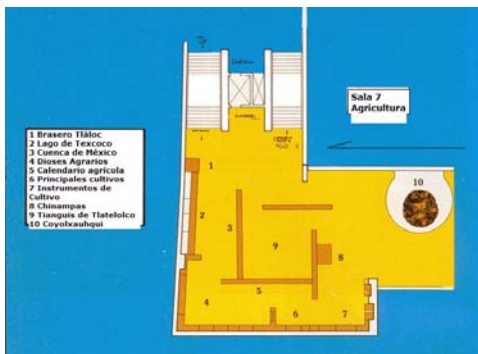 Sala 7
Agricultura
1 Brasero Tláloc
2 Lago de Texcoco
3 Cuenca de México
4 Dioses Agrarios
5 Calendario agrícola
6 Principales cultivos
7 Instrumentos de
Cultivo
8 Chinampas
9 Tianguis de Tlatelolco
10 Coyolxauhqui
1
10
2
3
9
8
5
4
6
7